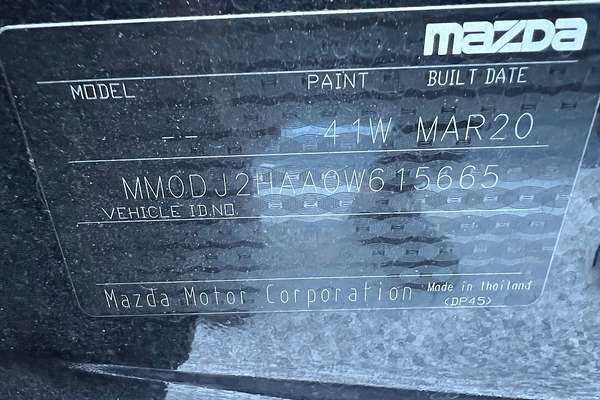 mazda
MODEL PAINT BUILT DATE
-- 41W MAR20
MM0DJ2HAA0W615665
VEHICLE ID.NO.
Mazda Motor Corporation Made in thailand
(DP45)